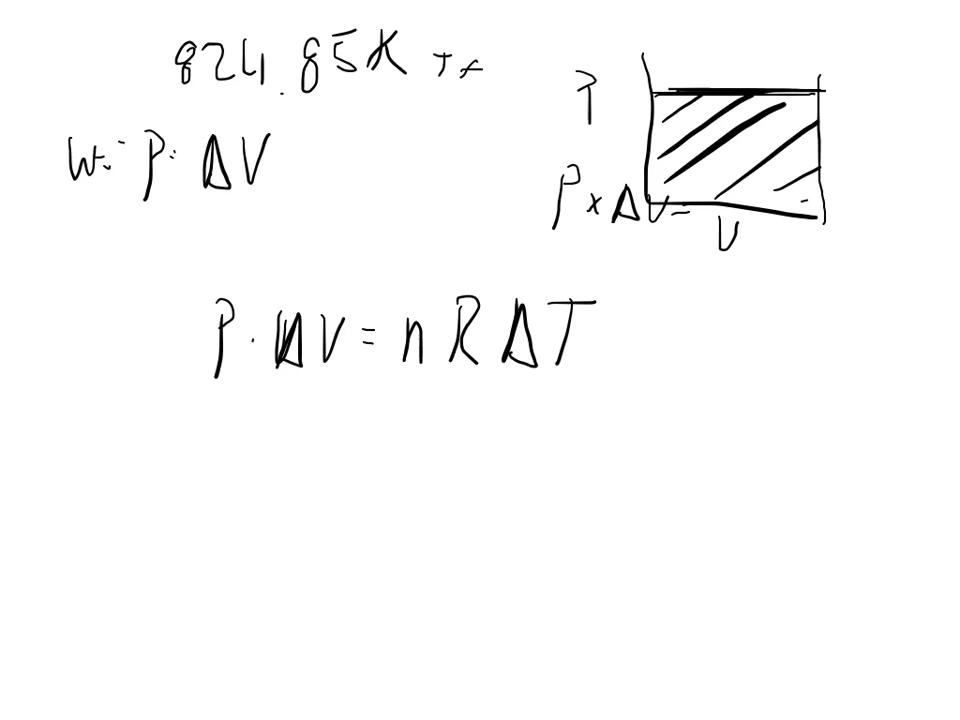 824.85K Tf
W = P · ΔV
P
P × ΔV =
V
P · ΔV = nRΔT